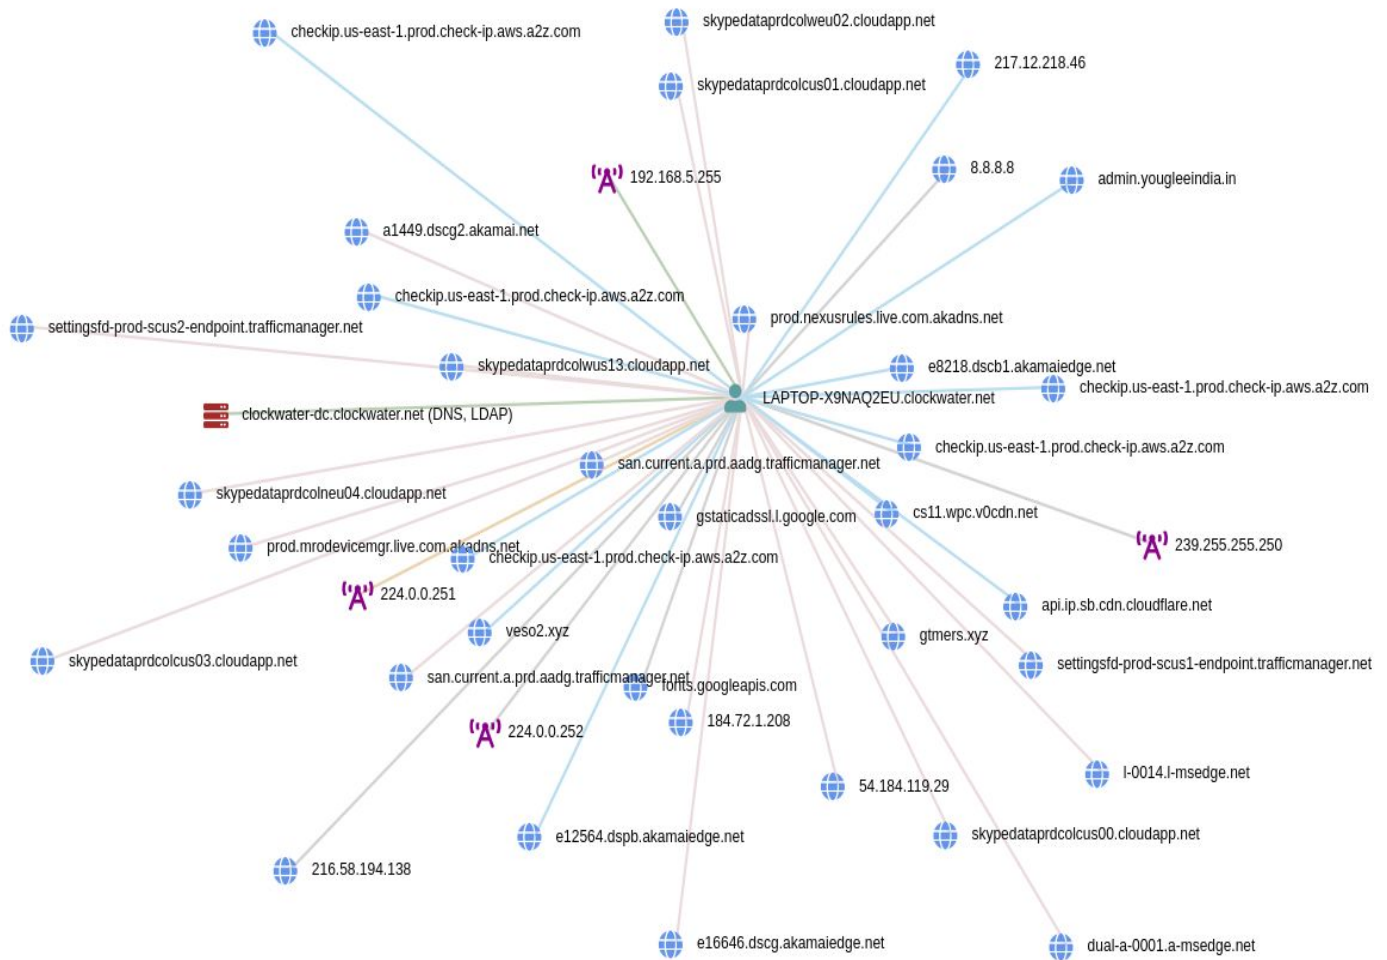 skypedataprdcolweu02.cloudapp.net
checkip.us-east-1.prod.check-ip.aws.a2z.com
217.12.218.46
skypedataprdcolcus01.cloudapp.net
8.8.8.8
192.168.5.255
admin.yougleeindia.in
a1449.dscg2.akamai.net
checkip.us-east-1.prod.check-ip.aws.a2z.com
prod.nexusrules.live.com.akadns.net
settingsfd-prod-scus2-endpoint.trafficmanager.net
skypedataprdcolwus13.cloudapp.net
e8218.dscb1.akamaiedge.net
checkip.us-east-1.prod.check-ip.aws.a2z.com
LAPTOP-X9NAQ2EU.clockwater.net
clockwater-dc.clockwater.net (DNS, LDAP)
checkip.us-east-1.prod.check-ip.aws.a2z.com
san.current.a.prd.aadg.trafficmanager.net
skypedataprdcolneu04.cloudapp.net
cs11.wpc.v0cdn.net
gstaticadssl.l.google.com
239.255.255.250
prod.mrodevicemgr.live.com.akadns.net
checkip.us-east-1.prod.check-ip.aws.a2z.com
224.0.0.251
api.ip.sb.cdn.cloudflare.net
veso2.xyz
gtmers.xyz
skypedataprdcolcus03.cloudapp.net
settingsfd-prod-scus1-endpoint.trafficmanager.net
san.current.a.prd.aadg.trafficmanager.net
fonts.googleapis.com
184.72.1.208
224.0.0.252
l-0014.l-msedge.net
54.184.119.29
skypedataprdcolcus00.cloudapp.net
e12564.dspb.akamaiedge.net
216.58.194.138
e16646.dscg.akamaiedge.net
dual-a-0001.a-msedge.net